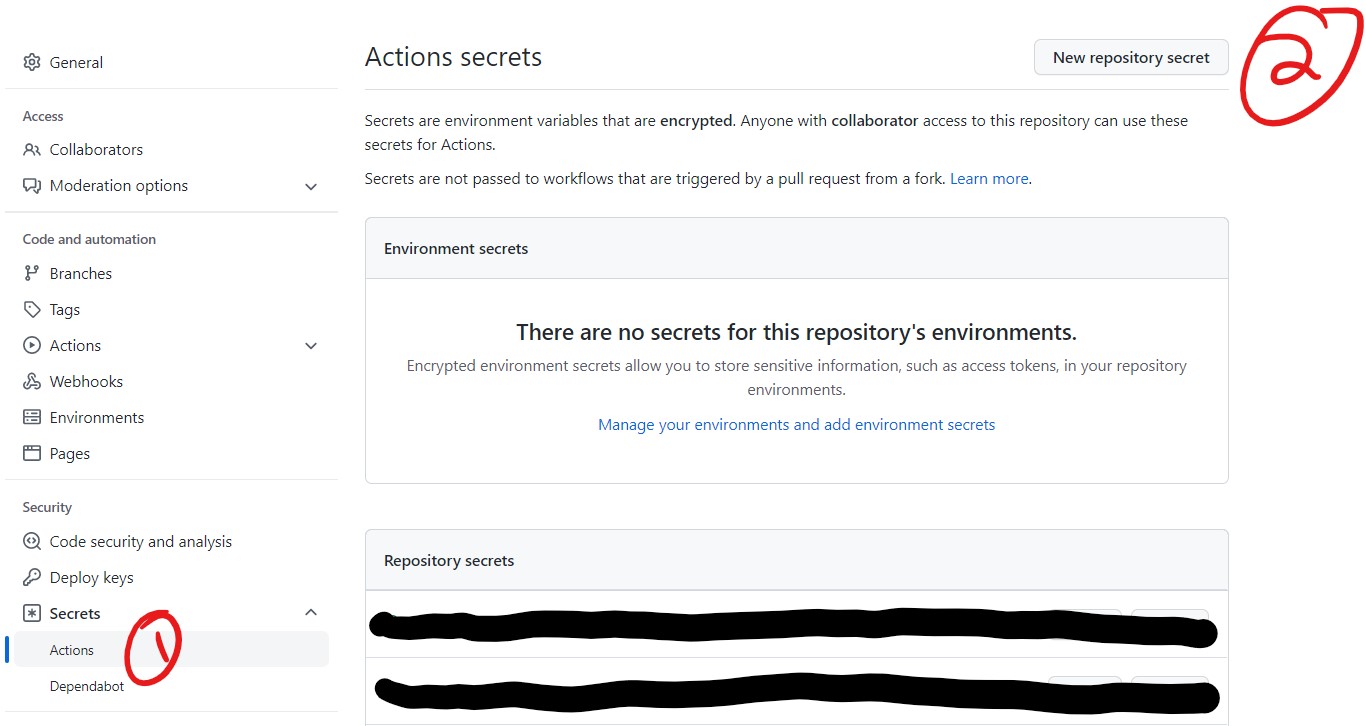 General
Access
Collaborators
Moderation options
Code and automation
Branches
Tags
Actions
Webhooks
Environments
Pages
Security
Code security and analysis
Deploy keys
Secrets
Actions
1
Dependabot
Actions secrets
New repository secret
2
Secrets are environment variables that are encrypted. Anyone with collaborator access to this repository can use these
secrets for Actions.
Secrets are not passed to workflows that are triggered by a pull request from a fork. Learn more.
Environment secrets
There are no secrets for this repository's environments.
Encrypted environment secrets allow you to store sensitive information, such as access tokens, in your repository
environments.
Manage your environments and add environment secrets
Repository secrets